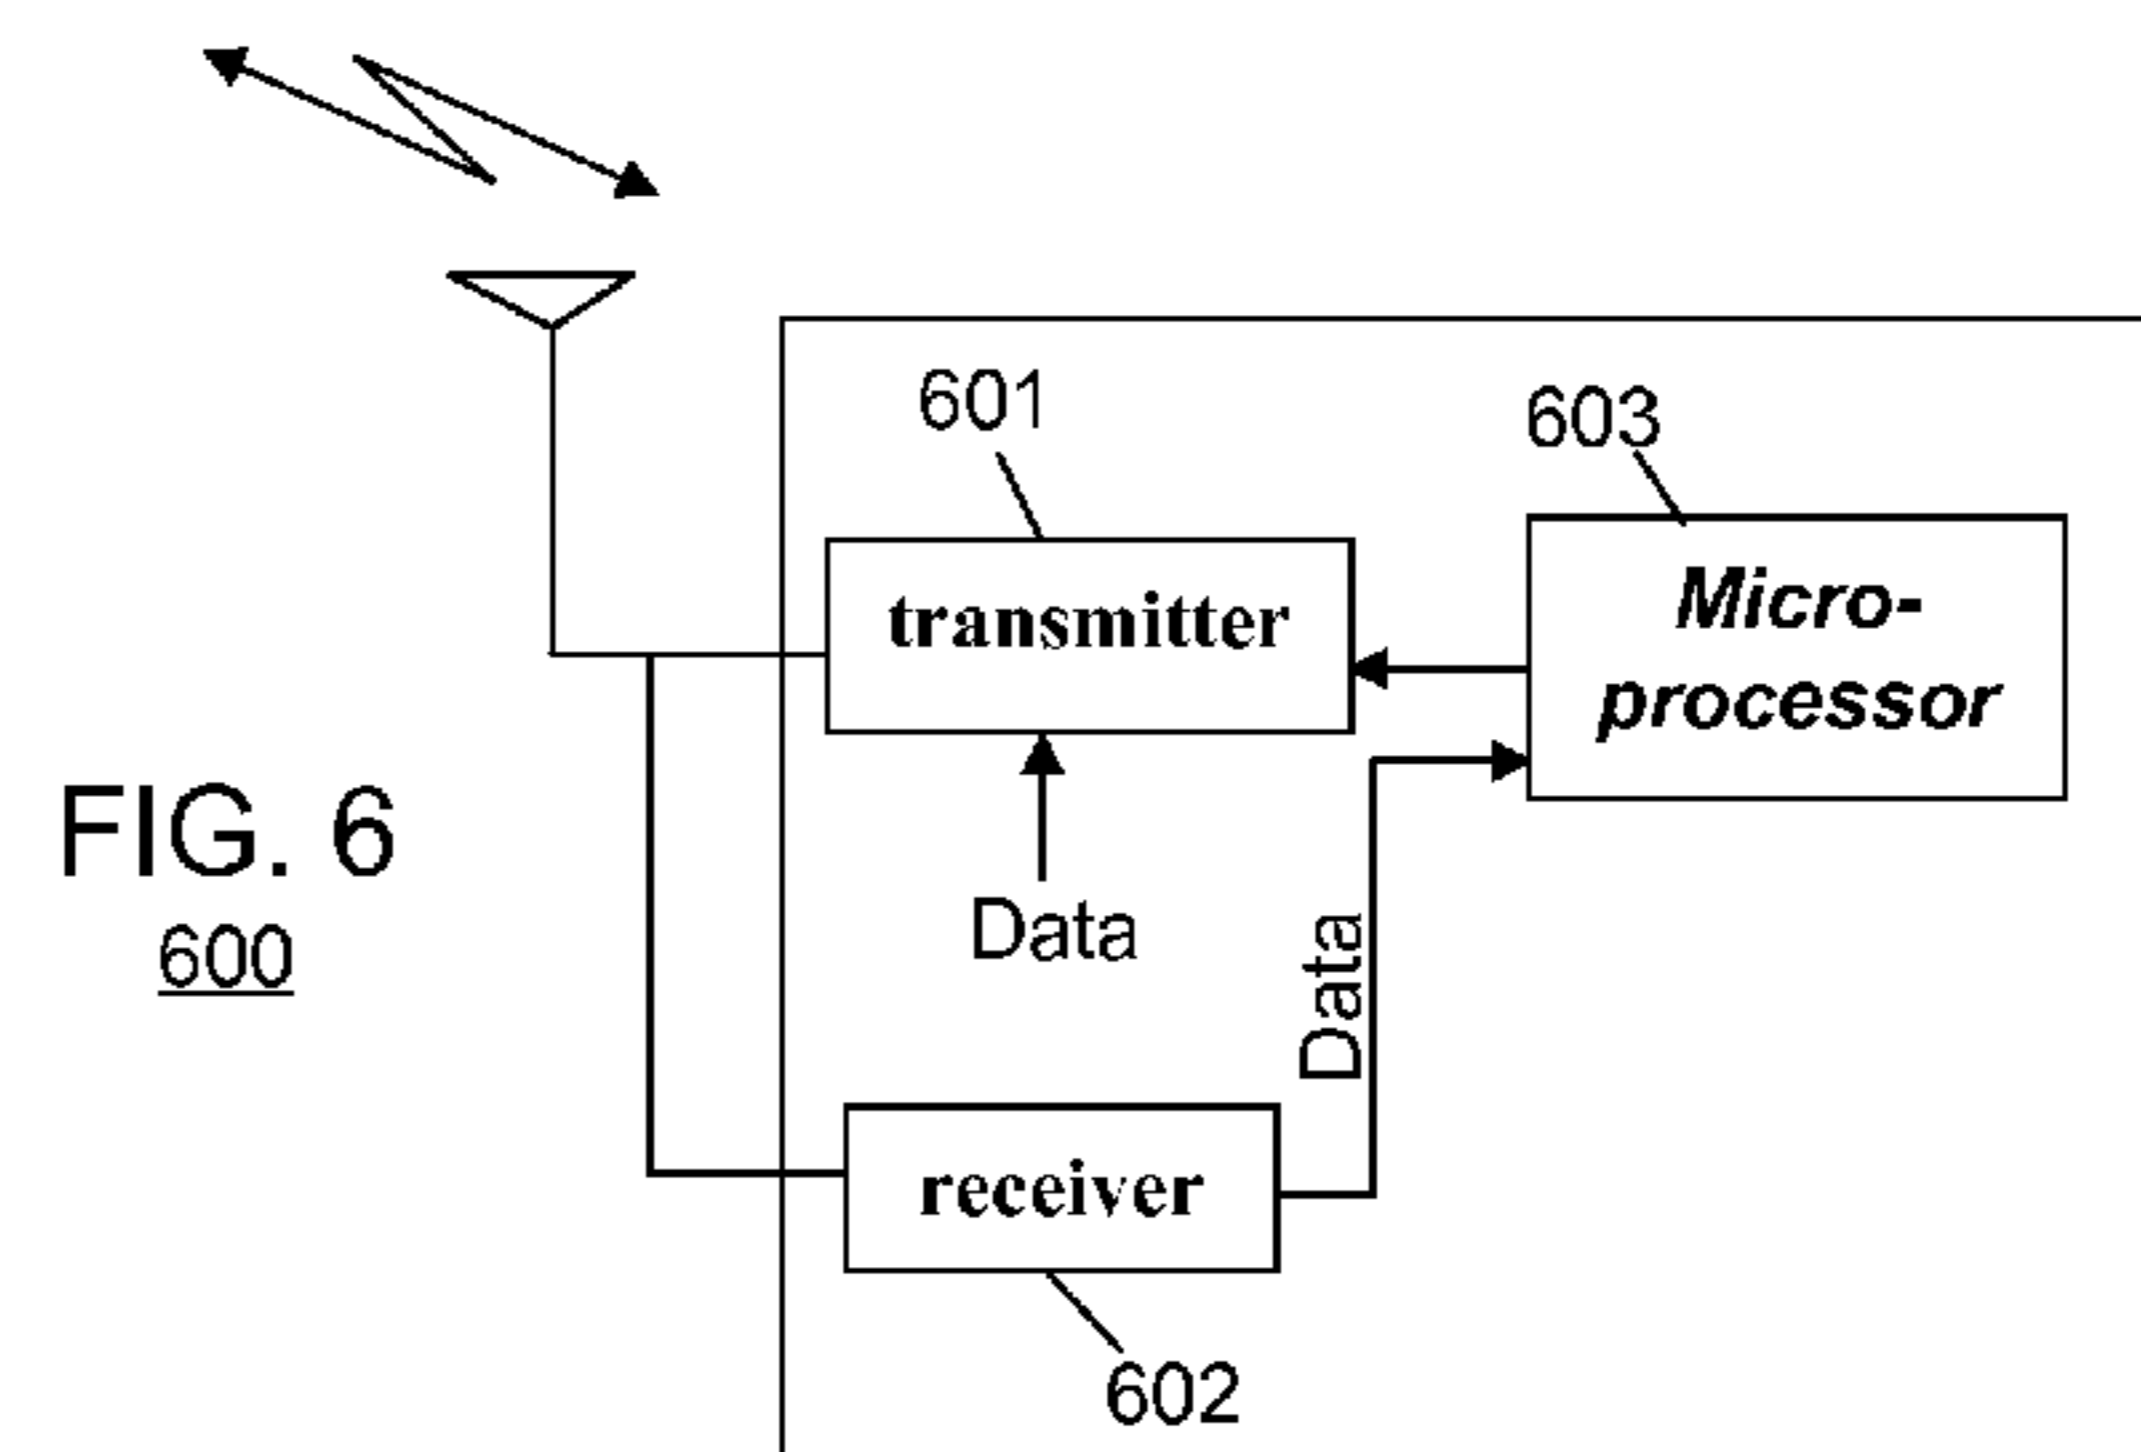 601
603
transmitter
Micro-
processor
FIG. 6
600
Data
Data
receiver
602